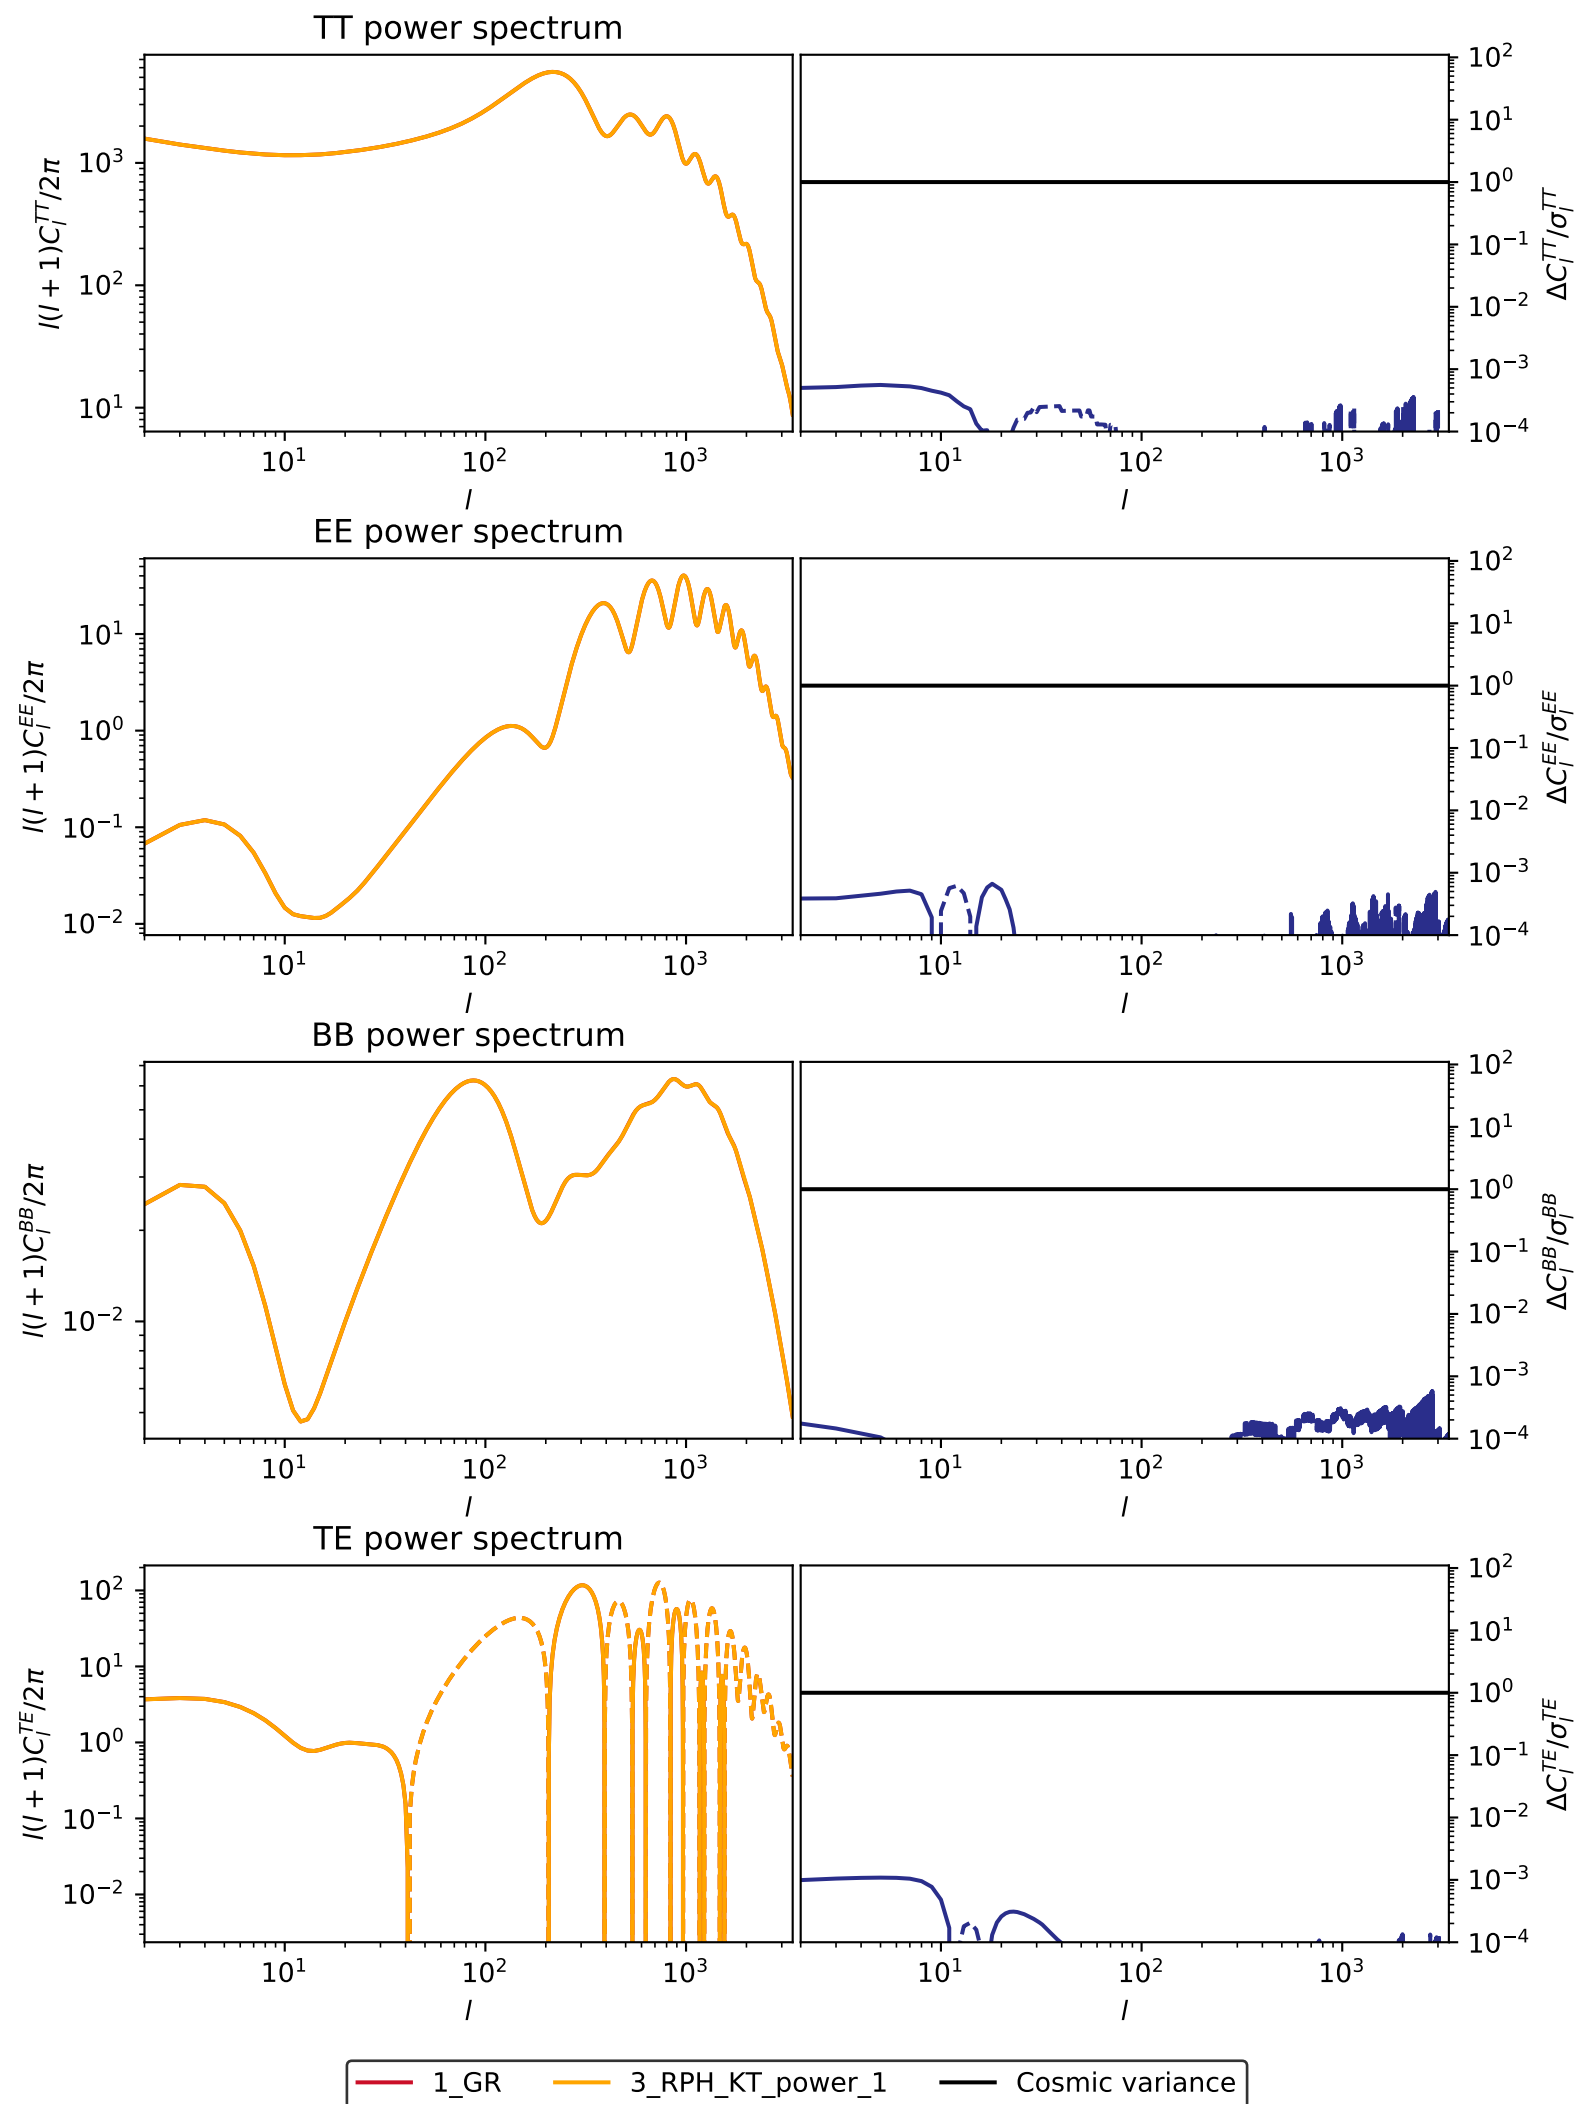 TT power spectrum
l(l + 1)C_l^{TT}/2π
10^3
10^2
10^1
10^1 10^2 10^3
l
10^2
10^1
10^0
10^{−1}
10^{−2}
10^{−3}
10^{−4}
ΔC_l^{TT}/σ_l^{TT}
10^1 10^2 10^3
l
EE power spectrum
l(l + 1)C_l^{EE}/2π
10^1
10^0
10^{−1}
10^{−2}
10^1 10^2 10^3
l
10^2
10^1
10^0
10^{−1}
10^{−2}
10^{−3}
10^{−4}
ΔC_l^{EE}/σ_l^{EE}
10^1 10^2 10^3
l
BB power spectrum
l(l + 1)C_l^{BB}/2π
10^{−2}
10^1 10^2 10^3
l
10^2
10^1
10^0
10^{−1}
10^{−2}
10^{−3}
10^{−4}
ΔC_l^{BB}/σ_l^{BB}
10^1 10^2 10^3
l
TE power spectrum
l(l + 1)C_l^{TE}/2π
10^2
10^1
10^0
10^{−1}
10^{−2}
10^1 10^2 10^3
l
10^2
10^1
10^0
10^{−1}
10^{−2}
10^{−3}
10^{−4}
ΔC_l^{TE}/σ_l^{TE}
10^1 10^2 10^3
l
1_GR 3_RPH_KT_power_1 Cosmic variance